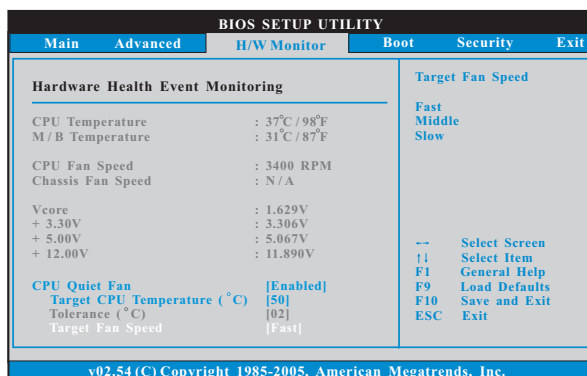 BIOS SETUP UTILITY
Main Advanced H/W Monitor Boot Security Exit
Hardware Health Event Monitoring
CPU Temperature : 37°C / 98°F
M / B Temperature : 31°C / 87°F
CPU Fan Speed : 3400 RPM
Chassis Fan Speed : N / A
Vcore : 1.629V
+ 3.30V : 3.306V
+ 5.00V : 5.067V
+ 12.00V : 11.890V
CPU Quiet Fan [Enabled]
Target CPU Temperature ( °C) [50]
Tolerance ( °C) [02]
Target Fan Speed [Fast]
Target Fan Speed
Fast
Middle
Slow
←→ Select Screen
↑↓ Select Item
F1 General Help
F9 Load Defaults
F10 Save and Exit
ESC Exit
v02.54 (C) Copyright 1985-2005, American Megatrends, Inc.